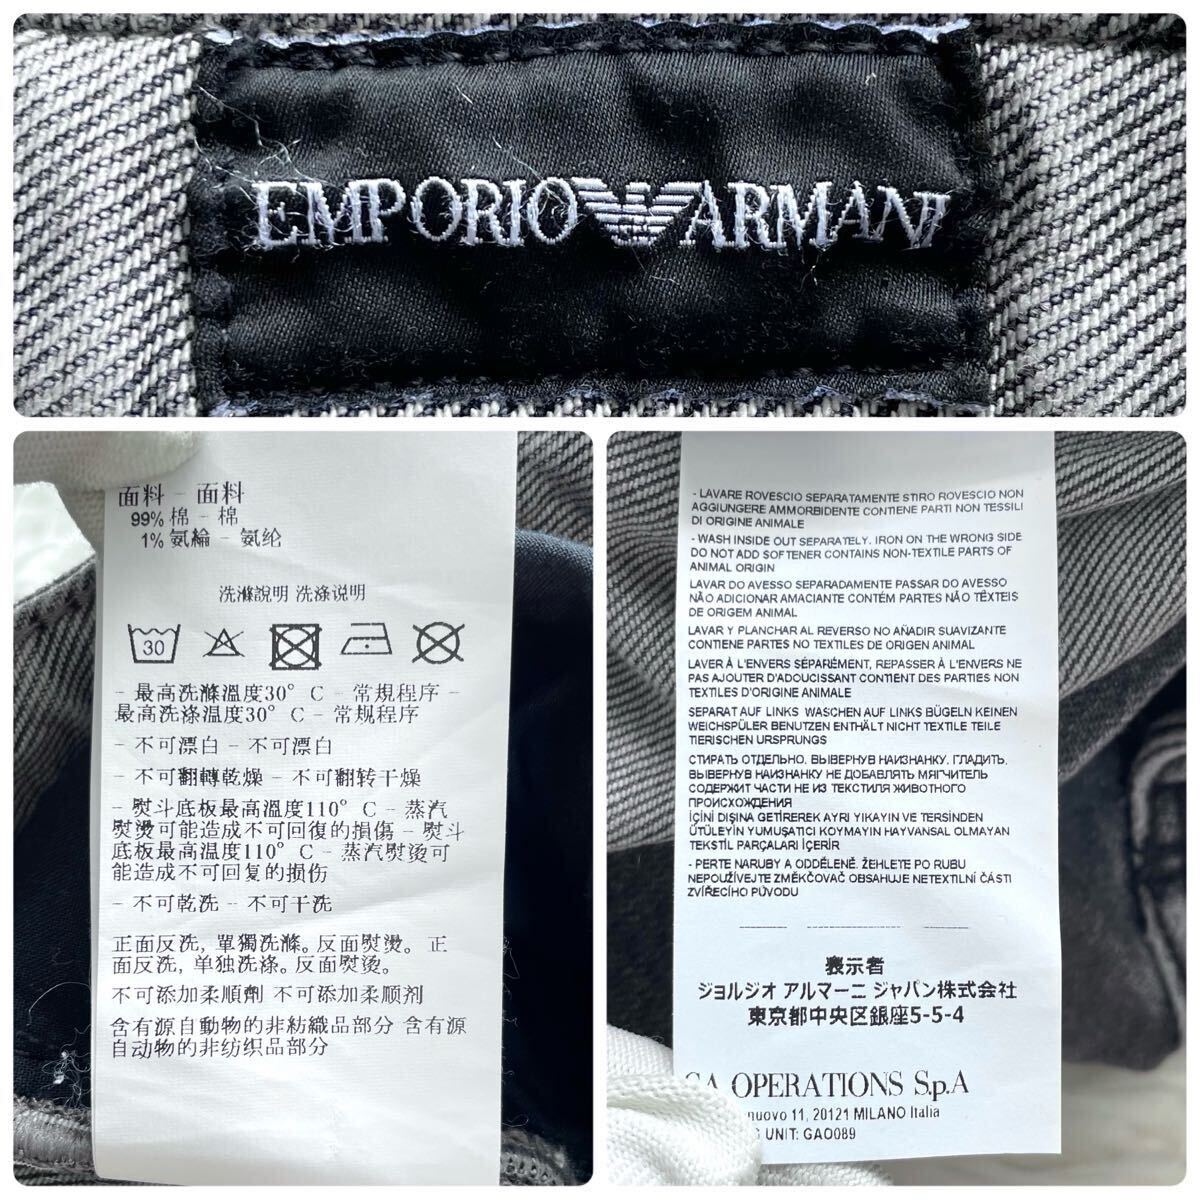 EMPORIO ARMANI
面料 - 面料
99% 棉 - 棉
1% 氨綸 - 氨纶
洗滌說明 洗涤说明
30
- 最高洗滌溫度30° C - 常規程序 -
最高洗涤温度30° C - 常规程序
- 不可漂白 - 不可漂白
- 不可翻轉乾燥 - 不可翻转干燥
- 熨斗底板最高溫度110° C - 蒸汽
熨燙可能造成不可回復的損傷 - 熨斗
底板最高温度110° C - 蒸汽熨烫可
能造成不可回复的损伤
- 不可乾洗 - 不可干洗
正面反洗, 單獨洗滌。反面熨燙。 正
面反洗, 单独洗涤。反面熨烫。
不可添加柔順劑 不可添加柔顺剂
含有源自動物的非紡織品部分 含有源
自动物的非纺织品部分
- LAVARE ROVESCIO SEPARATAMENTE STIRO ROVESCIO NON
AGGIUNGERE AMMORBIDENTE CONTIENE PARTI NON TESSILI
DI ORIGINE ANIMALE
- WASH INSIDE OUT SEPARATELY. IRON ON THE WRONG SIDE
DO NOT ADD SOFTENER CONTAINS NON-TEXTILE PARTS OF
ANIMAL ORIGIN
LAVAR DO AVESSO SEPARADAMENTE PASSAR DO AVESSO
NÃO ADICIONAR AMACIANTE CONTÉM PARTES NÃO TÊXTEIS
DE ORIGEM ANIMAL
LAVAR Y PLANCHAR AL REVERSO NO AÑADIR SUAVIZANTE
CONTIENE PARTES NO TEXTILES DE ORIGEN ANIMAL
LAVER À L'ENVERS SÉPARÉMENT, REPASSER À L'ENVERS NE
PAS AJOUTER D'ADOUCISSANT CONTIENT DES PARTIES NON
TEXTILES D'ORIGINE ANIMALE
SEPARAT AUF LINKS WASCHEN AUF LINKS BÜGELN KEINEN
WEICHSPÜLER BENUTZEN ENTHÄLT NICHT TEXTILE TEILE
TIERISCHEN URSPRUNGS
СТИРАТЬ ОТДЕЛЬНО, ВЫВЕРНУВ НАИЗНАНКУ. ГЛАДИТЬ,
ВЫВЕРНУВ НАИЗНАНКУ НЕ ДОБАВЛЯТЬ МЯГЧИТЕЛЬ
СОДЕРЖИТ ЧАСТИ НЕ ИЗ ТЕКСТИЛЯ ЖИВОТНОГО
ПРОИСХОЖДЕНИЯ
İÇİNİ DIŞINA GETİREREK AYRI YIKAYIN VE TERSİNDEN
ÜTÜLEYİN YUMUŞATICI KOYMAYIN HAYVANSAL OLMAYAN
TEKSTİL PARÇALARI İÇERİR
- PERTE NARUBY A ODDĚLENĚ. ŽEHLETE PO RUBU
NEPOUŽÍVEJTE ZMĚKČOVAČ OBSAHUJE NETEXTILNÍ ČÁSTI
ZVÍŘECÍHO PŮVODU
表示者
ジョルジオ アルマーニ ジャパン株式会社
東京都中央区銀座5-5-4
GA OPERATIONS S.p.A
nuovo 11, 20121 MILANO Italia
UNIT: GAO089